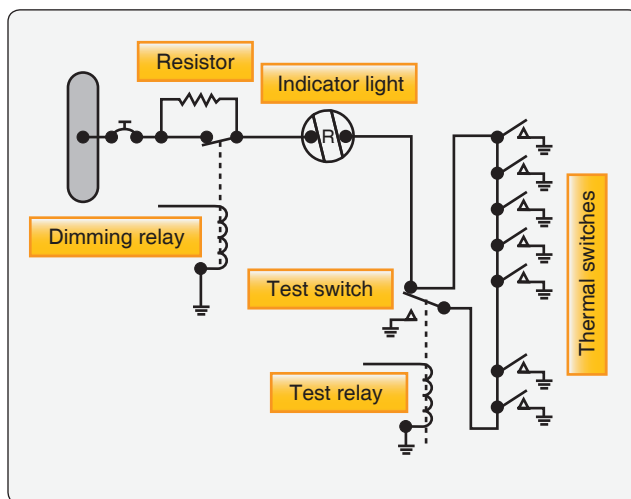 Resistor
Indicator light
R
Dimming relay
Test switch
Thermal switches
Test relay